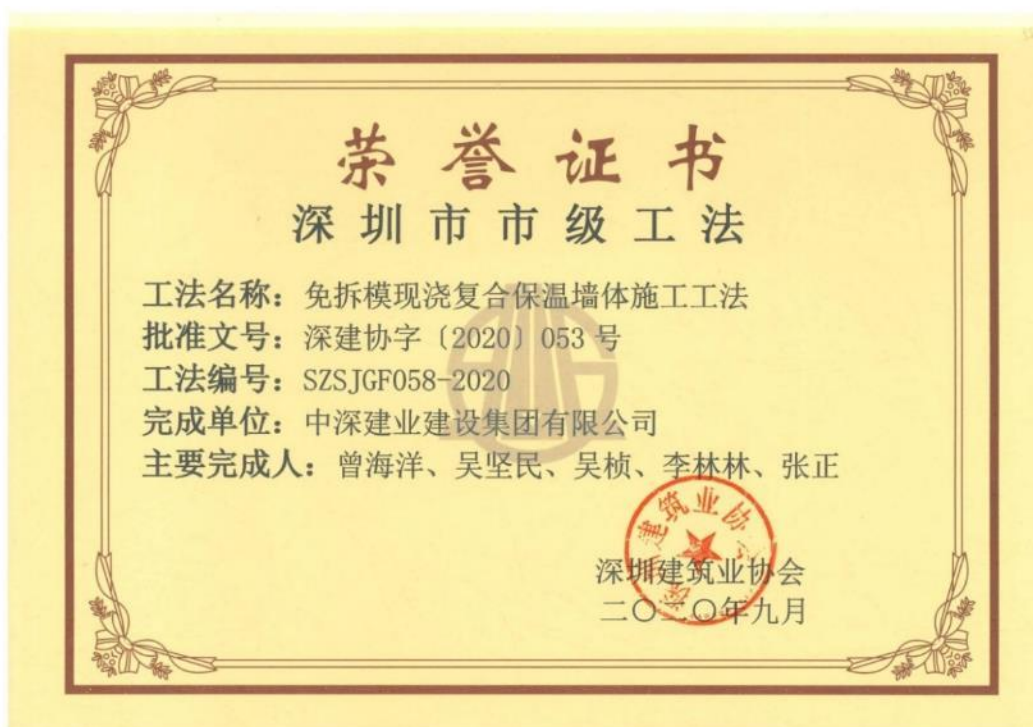 荣誉证书
深圳市市级工法
工法名称：免拆模现浇复合保温墙体施工工法
批准文号：深建协字〔2020〕053号
工法编号：SZSJGF058-2020
完成单位：中深建业建设集团有限公司
主要完成人：曾海洋、吴坚民、吴桢、李林林、张正
深圳建筑业协会
二〇二〇年九月